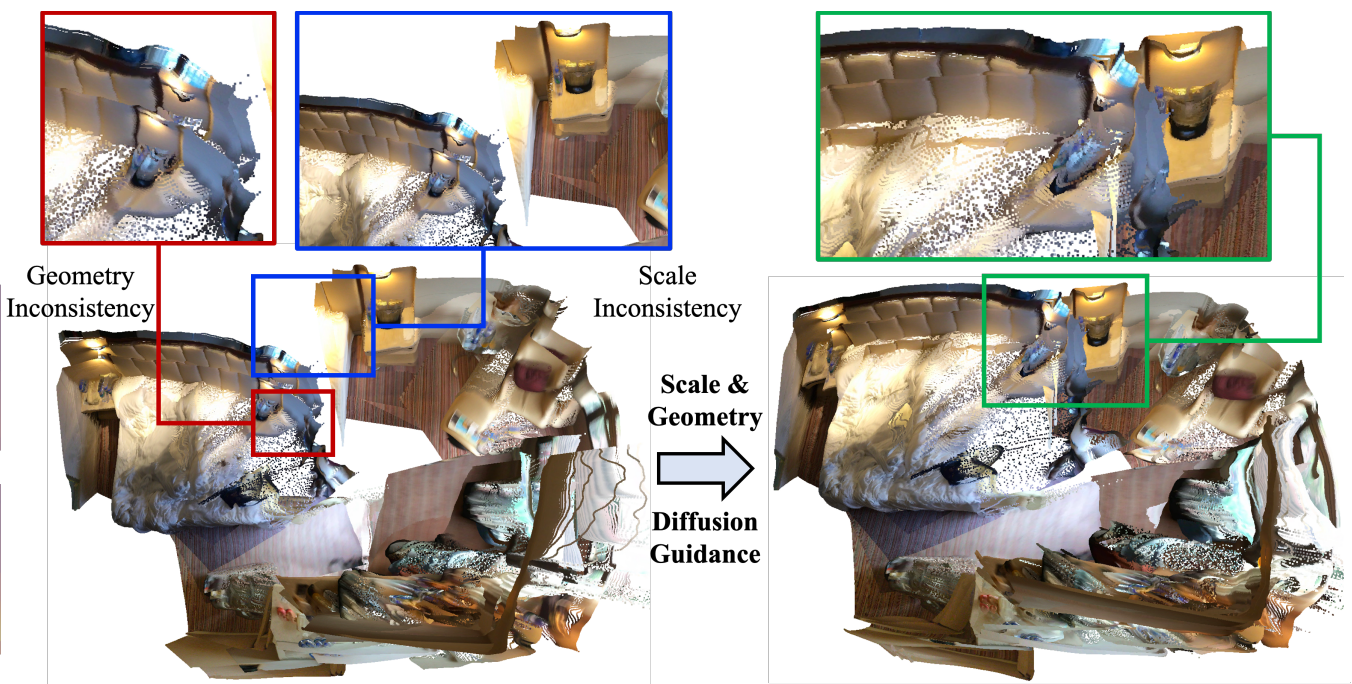 Geometry
Inconsistency
Scale
Inconsistency
Scale &
Geometry
Diffusion
Guidance